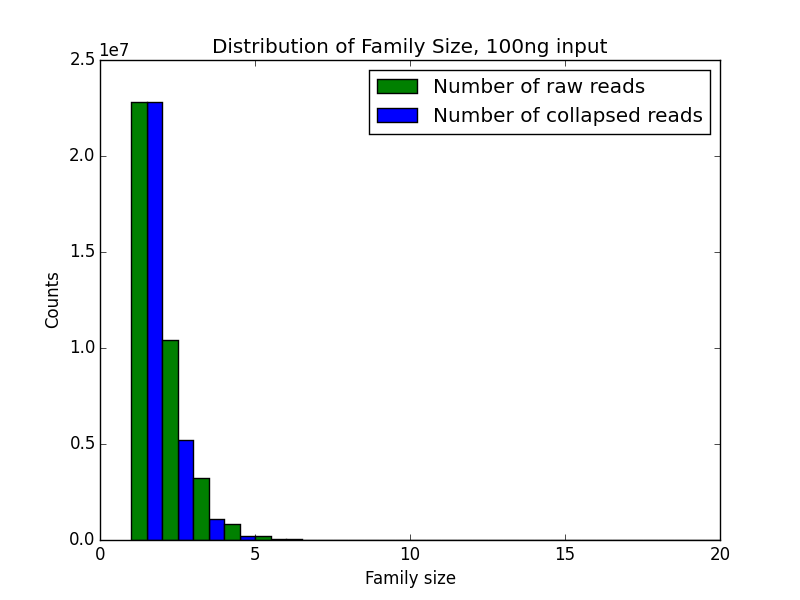 Distribution of Family Size, 100ng input
1e7
Number of raw reads
Number of collapsed reads
2.5
2.0
1.5
1.0
0.5
0.0
Counts
0 5 10 15 20
Family size